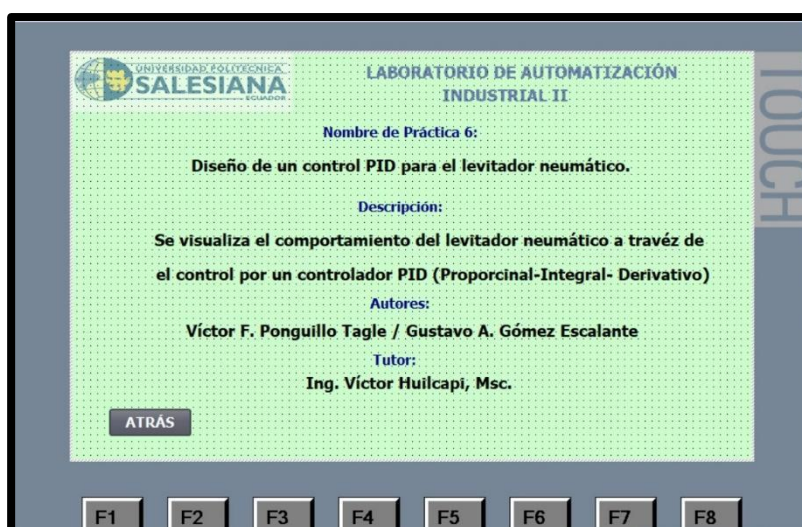 UNIVERSIDAD POLITÉCNICA
SALESIANA
ECUADOR
LABORATORIO DE AUTOMATIZACIÓN
INDUSTRIAL II
Nombre de Práctica 6:
Diseño de un control PID para el levitador neumático.
Descripción:
Se visualiza el comportamiento del levitador neumático a travéz de
el control por un controlador PID (Proporcinal-Integral- Derivativo)
Autores:
Víctor F. Ponguillo Tagle / Gustavo A. Gómez Escalante
Tutor:
Ing. Víctor Huilcapi, Msc.
ATRÁS
TOUCH
F1 F2 F3 F4 F5 F6 F7 F8